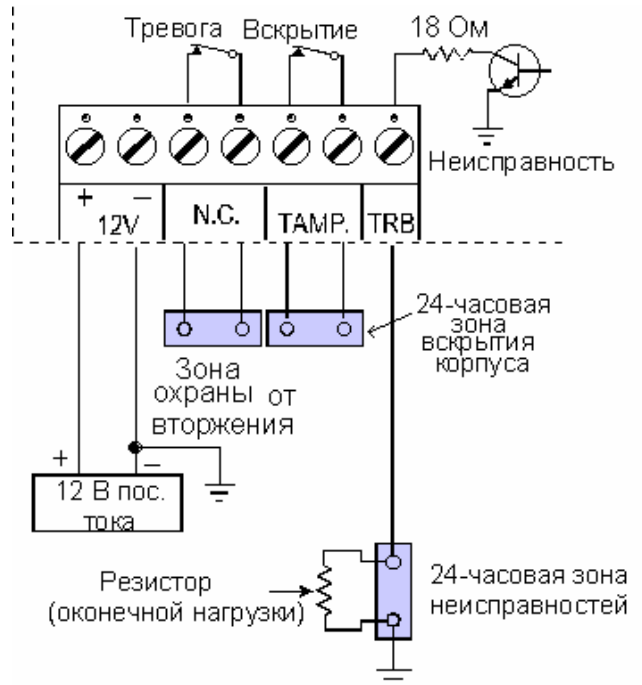 Тревога Вскрытие 18 Ом
Неисправность
+ − N.C. TAMP. TRB
12V
24-часовая
зона
вскрытия
корпуса
Зона
охраны от
вторжения
+ −
12 В пос.
тока
Резистор
(оконечной нагрузки)
24-часовая зона
неисправностей